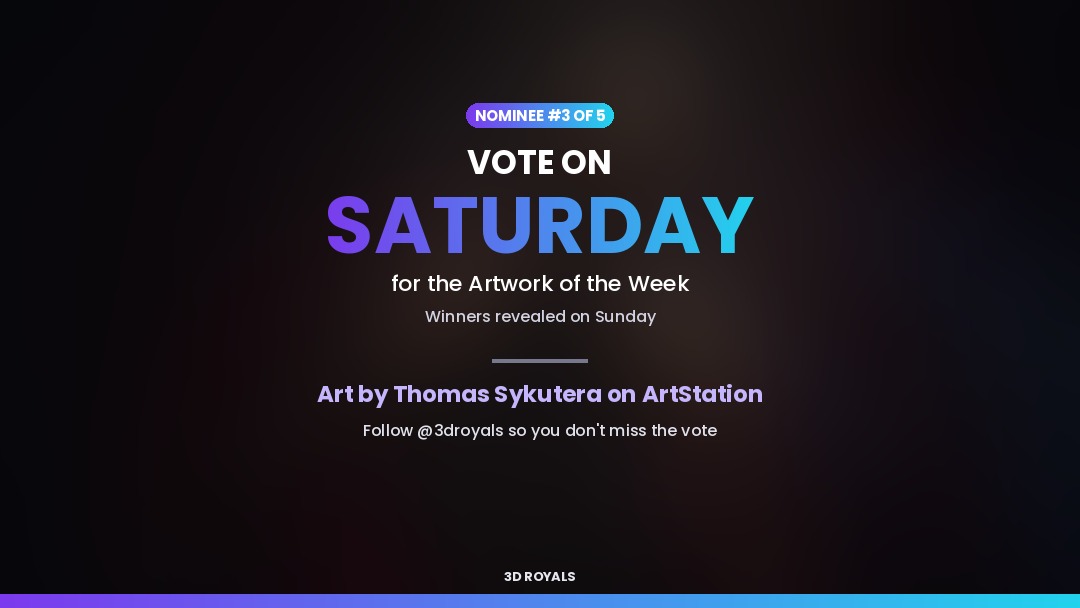 NOMINEE #3 OF 5
VOTE ON
SATURDAY
for the Artwork of the Week
Winners revealed on Sunday
Art by Thomas Sykutera on ArtStation
Follow @3droyals so you don't miss the vote
3D ROYALS